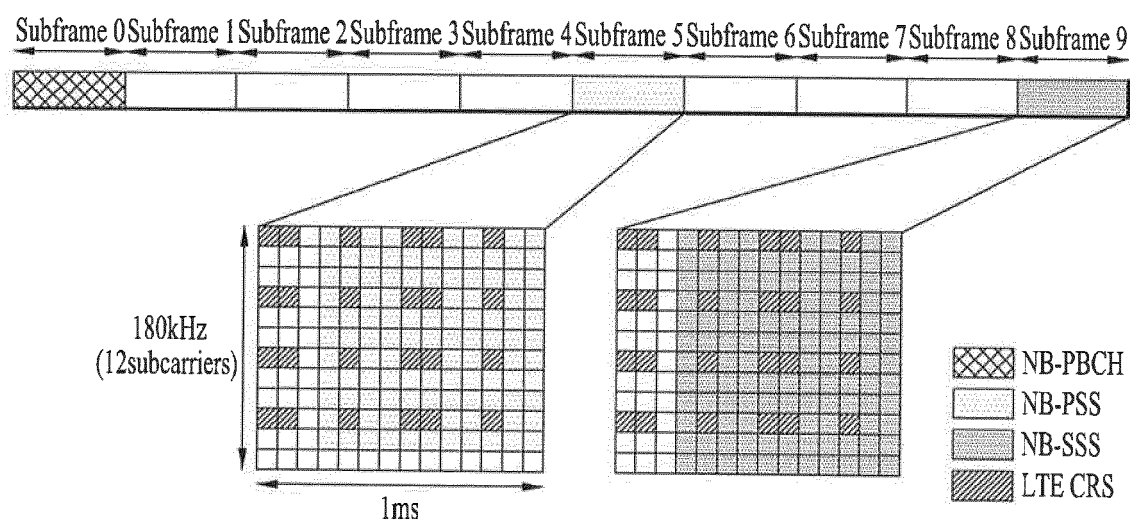 Subframe 0 Subframe 1 Subframe 2 Subframe 3 Subframe 4 Subframe 5 Subframe 6 Subframe 7 Subframe 8 Subframe 9
180kHz
(12subcarriers)
1ms
NB-PBCH
NB-PSS
NB-SSS
LTE CRS